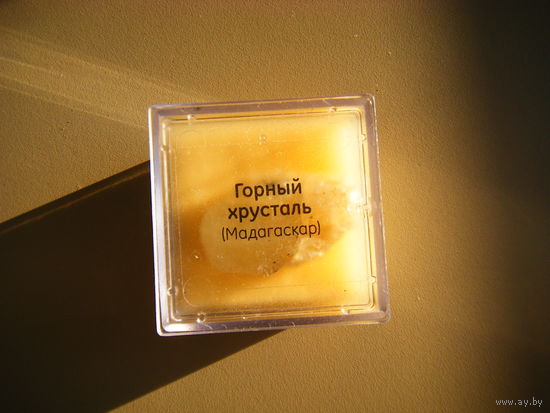 Горный
хрусталь
(Мадагаскар)
www.ay.by